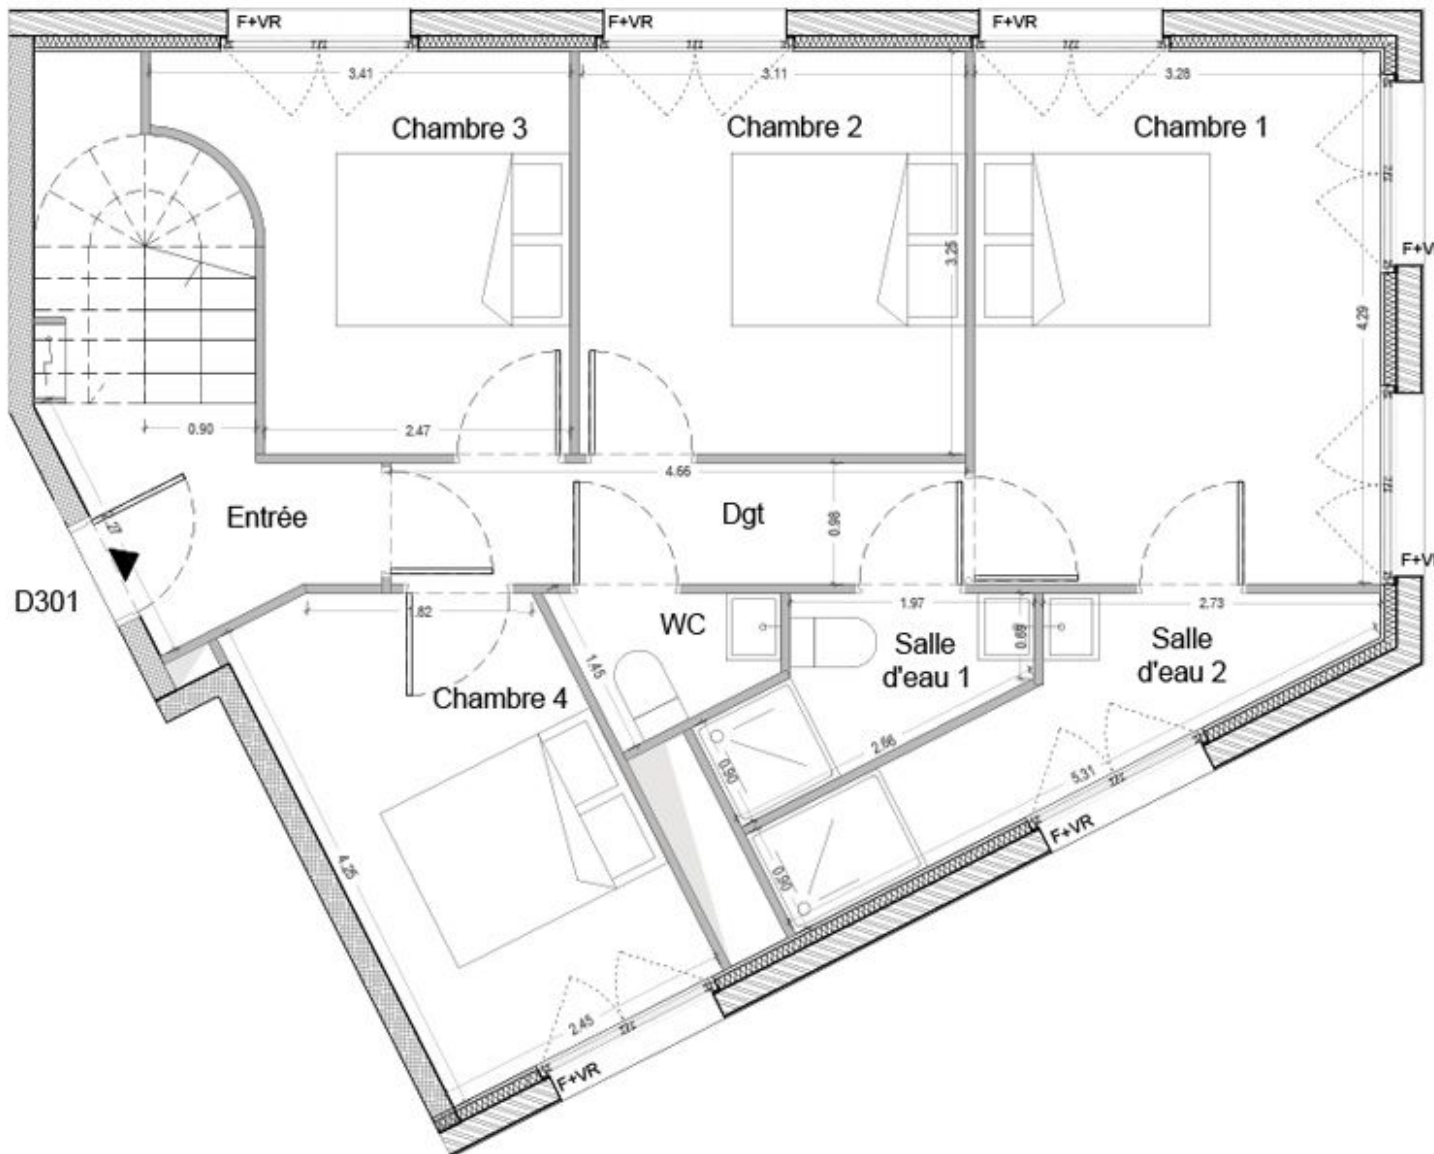 F+VR
F+VR
F+VR
3.41
3.11
3.28
Chambre 3
Chambre 2
Chambre 1
3.25
4.29
F+V
0.90
2.47
4.66
Entrée
Dgt
0.98
F+V
D301
.82
WC
1.97
2.73
0.69
Salle
d'eau 1
Salle
d'eau 2
1.45
Chambre 4
2.66
0.90
5.31
F+VR
4.25
0.90
2.45
F+VR